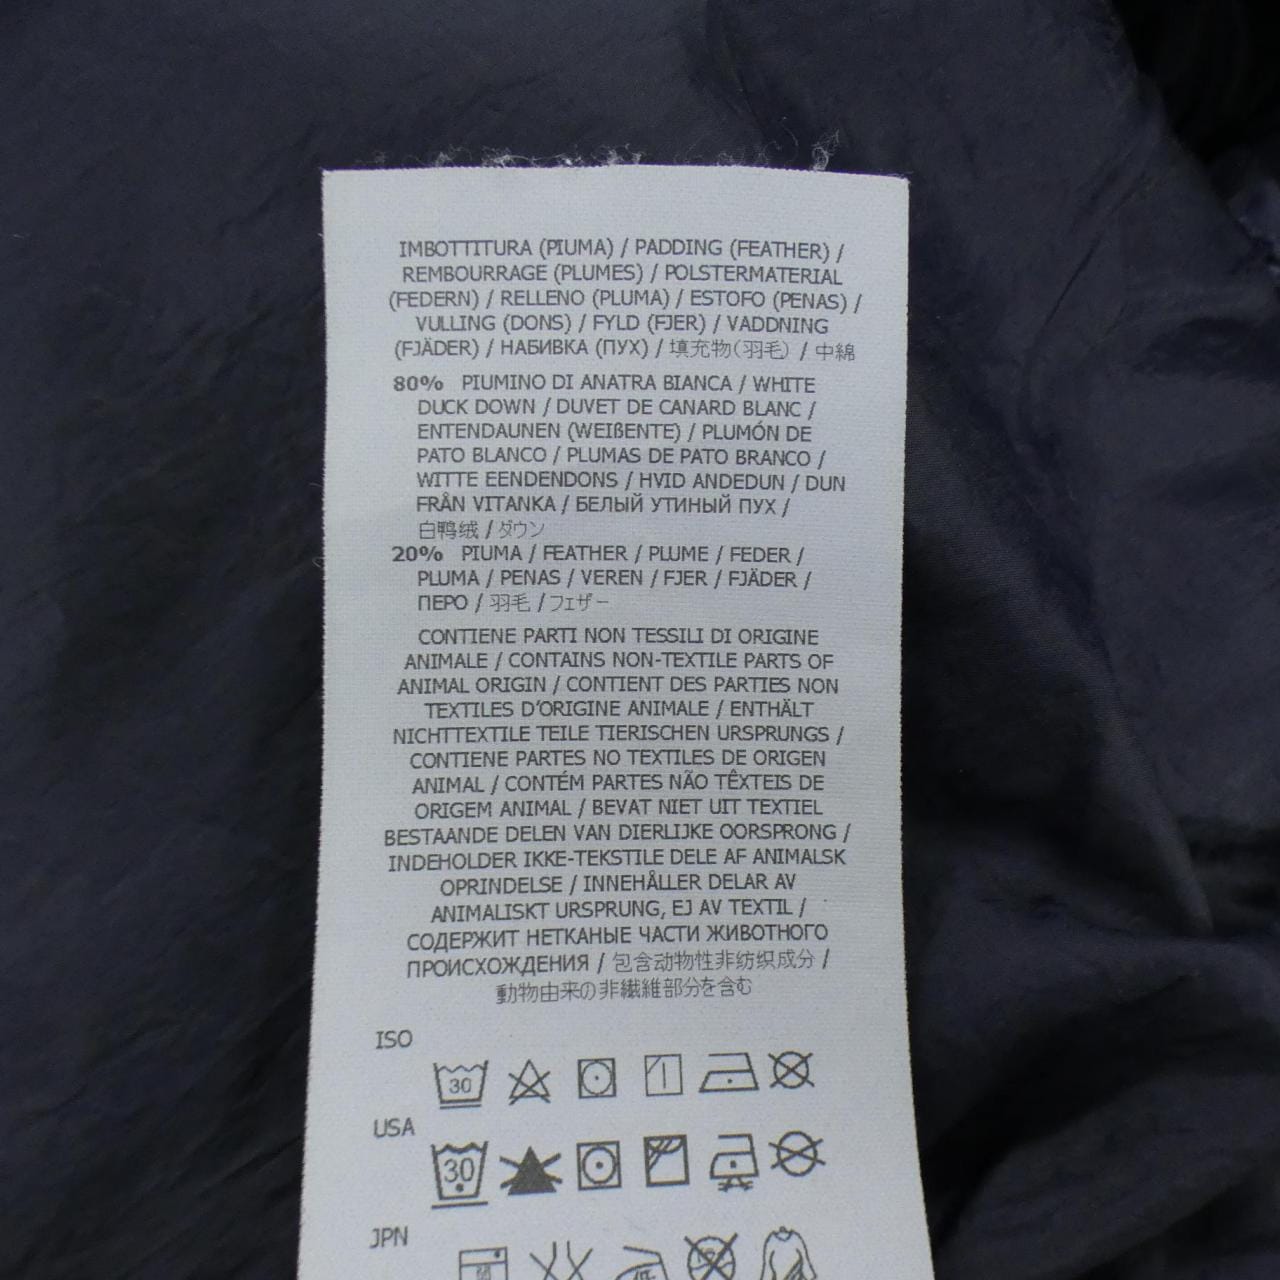 IMBOTTITURA (PIUMA) / PADDING (FEATHER) /
REMBOURRAGE (PLUMES) / POLSTERMATERIAL
(FEDERN) / RELLENO (PLUMA) / ESTOFO (PENAS) /
VULLING (DONS) / FYLD (FJER) / VADDNING
(FJÄDER) / НАБИВКА (ПУХ) / 填充物(羽毛) / 中綿
80% PIUMINO DI ANATRA BIANCA / WHITE
DUCK DOWN / DUVET DE CANARD BLANC /
ENTENDAUNEN (WEIßENTE) / PLUMÓN DE
PATO BLANCO / PLUMAS DE PATO BRANCO /
WITTE EENDENDONS / HVID ANDEDUN / DUN
FRÅN VITANKA / БЕЛЫЙ УТИНЫЙ ПУХ /
白鸭绒 / ダウン
20% PIUMA / FEATHER / PLUME / FEDER /
PLUMA / PENAS / VEREN / FJER / FJÄDER /
ПЕРО / 羽毛 / フェザー
CONTIENE PARTI NON TESSILI DI ORIGINE
ANIMALE / CONTAINS NON-TEXTILE PARTS OF
ANIMAL ORIGIN / CONTIENT DES PARTIES NON
TEXTILES D'ORIGINE ANIMALE / ENTHÄLT
NICHTTEXTILE TEILE TIERISCHEN URSPRUNGS /
CONTIENE PARTES NO TEXTILES DE ORIGEN
ANIMAL / CONTÉM PARTES NÃO TÊXTEIS DE
ORIGEM ANIMAL / BEVAT NIET UIT TEXTIEL
BESTAANDE DELEN VAN DIERLIJKE OORSPRONG /
INDEHOLDER IKKE-TEKSTILE DELE AF ANIMALSK
OPRINDELSE / INNEHÅLLER DELAR AV
ANIMALISKT URSPRUNG, EJ AV TEXTIL /
СОДЕРЖИТ НЕТКАНЫЕ ЧАСТИ ЖИВОТНОГО
ПРОИСХОЖДЕНИЯ / 包含动物性非纺织成分 /
動物由来の非繊維部分を含む
ISO
30
USA
30
JPN